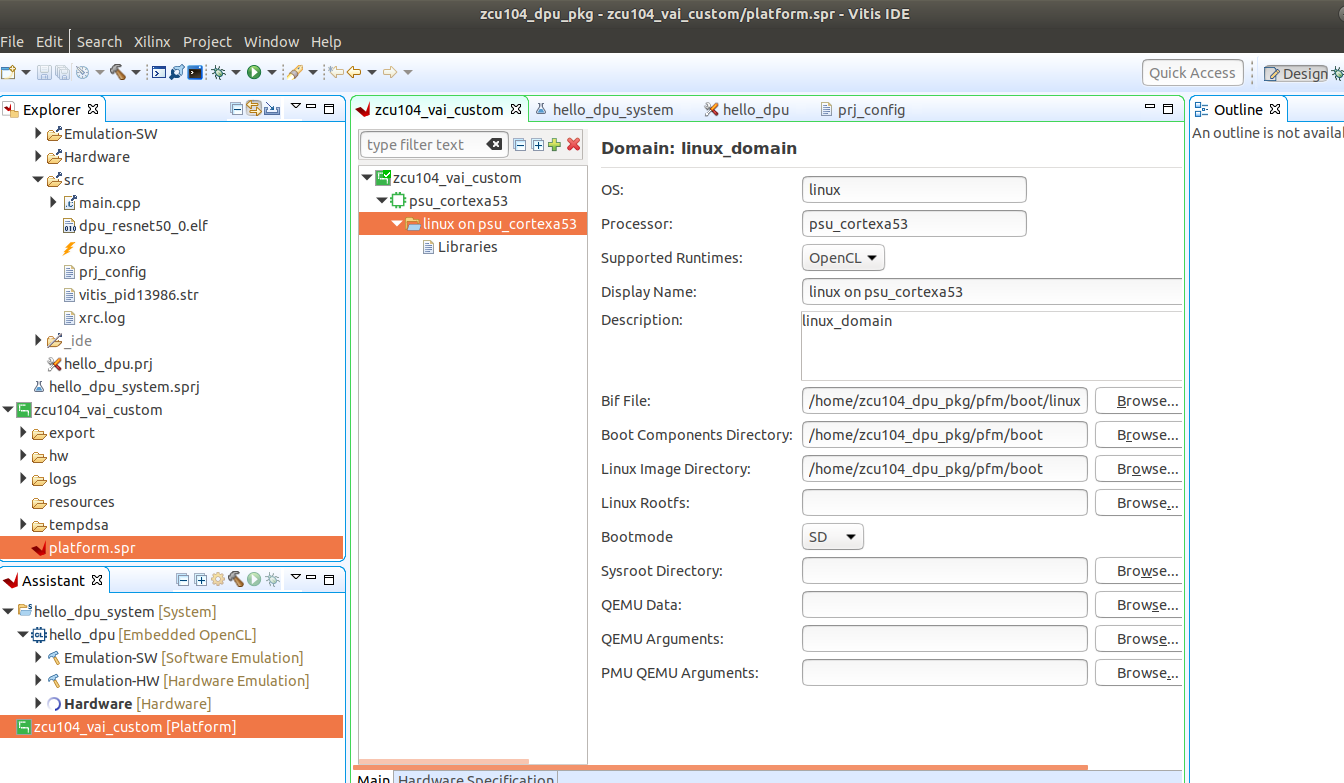 zcu104_dpu_pkg - zcu104_vai_custom/platform.spr - Vitis IDE
File Edit Search Xilinx Project Window Help
Quick Access
Design
Explorer
Emulation-SW
Hardware
src
main.cpp
dpu_resnet50_0.elf
dpu.xo
prj_config
vitis_pid13986.str
xrc.log
_ide
hello_dpu.prj
hello_dpu_system.sprj
zcu104_vai_custom
export
hw
logs
resources
tempdsa
platform.spr
Assistant
hello_dpu_system [System]
hello_dpu [Embedded OpenCL]
Emulation-SW [Software Emulation]
Emulation-HW [Hardware Emulation]
Hardware [Hardware]
zcu104_vai_custom [Platform]
zcu104_vai_custom hello_dpu_system hello_dpu prj_config
type filter text
zcu104_vai_custom
psu_cortexa53
linux on psu_cortexa53
Libraries
Domain: linux_domain
OS: linux
Processor: psu_cortexa53
Supported Runtimes: OpenCL
Display Name: linux on psu_cortexa53
Description: linux_domain
Bif File: /home/zcu104_dpu_pkg/pfm/boot/linux Browse...
Boot Components Directory: /home/zcu104_dpu_pkg/pfm/boot Browse...
Linux Image Directory: /home/zcu104_dpu_pkg/pfm/boot Browse...
Linux Rootfs: Browse...
Bootmode SD
Sysroot Directory: Browse...
QEMU Data: Browse...
QEMU Arguments: Browse...
PMU QEMU Arguments: Browse...
Main Hardware Specification
Outline
An outline is not availa